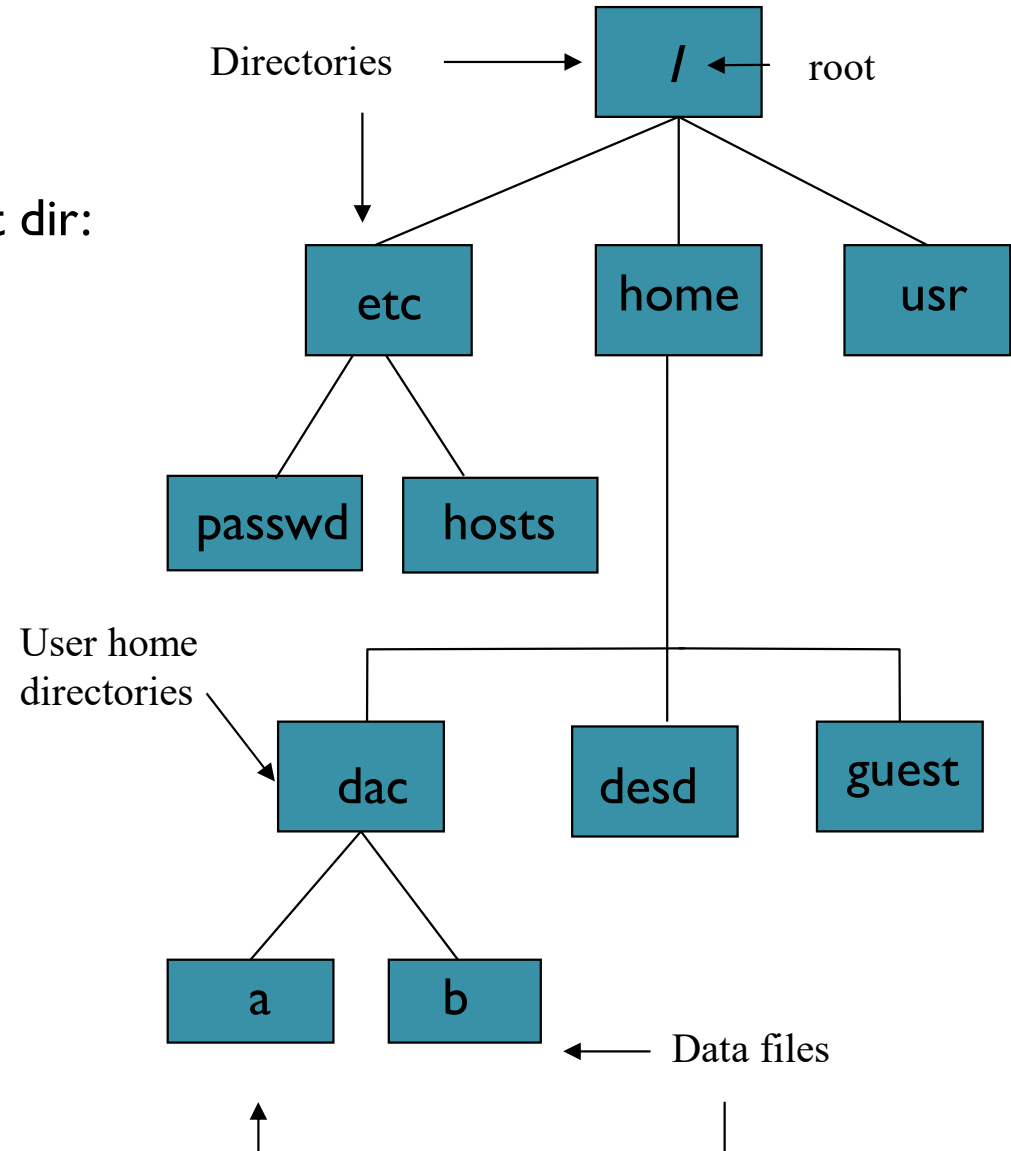 Directories
/
root
t dir:
etc
home
usr
passwd
hosts
User home
directories
dac
desd
guest
a
b
Data files